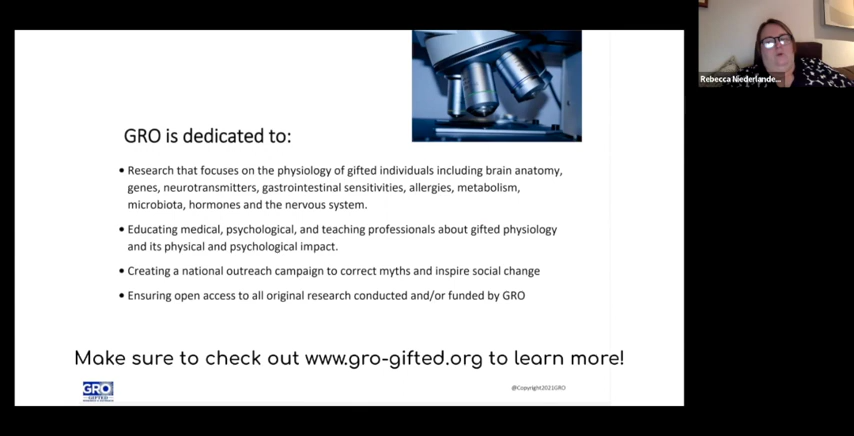 GRO is dedicated to:
• Research that focuses on the physiology of gifted individuals including brain anatomy,
genes, neurotransmitters, gastrointestinal sensitivities, allergies, metabolism,
microbiota, hormones and the nervous system.
• Educating medical, psychological, and teaching professionals about gifted physiology
and its physical and psychological impact.
• Creating a national outreach campaign to correct myths and inspire social change
• Ensuring open access to all original research conducted and/or funded by GRO
Make sure to check out www.gro-gifted.org to learn more!
GRO
GIFTED
@Copyright2021GRO
Rebecca Niederlande...